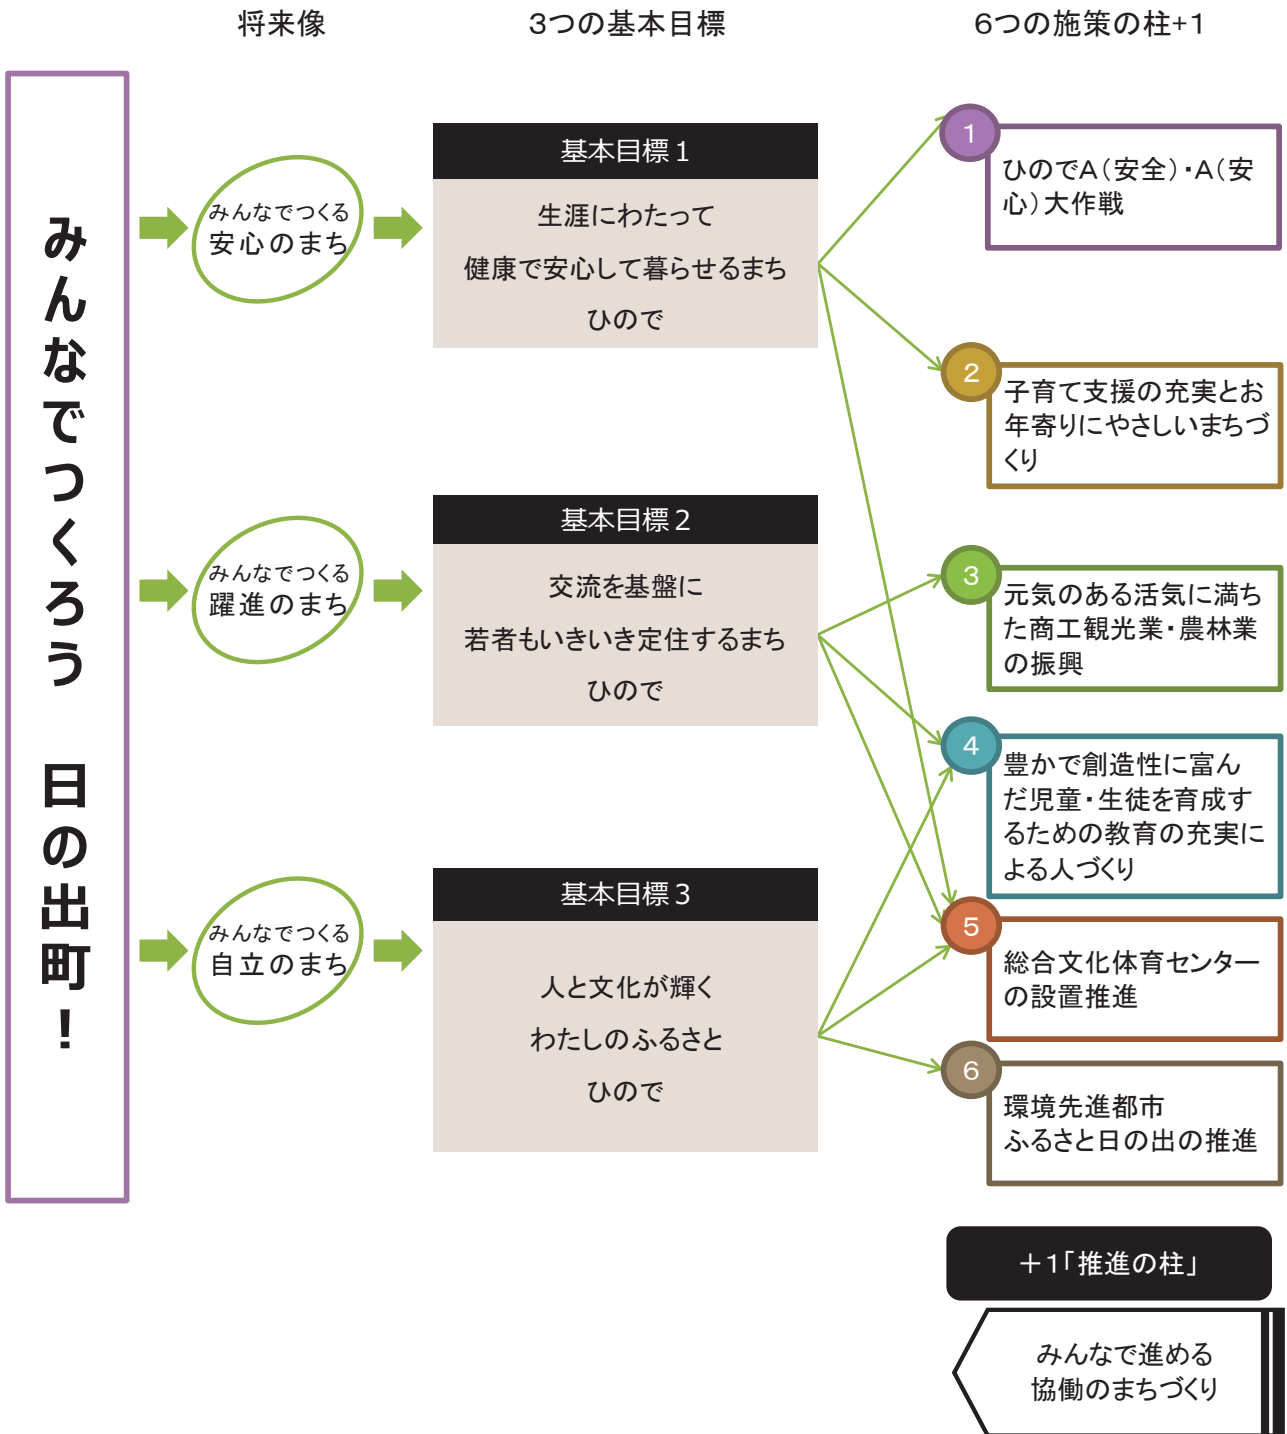 将来像
3つの基本目標
6つの施策の柱+1
みんなでつくろう　日の出町！
みんなでつくる
安心のまち
基本目標１
生涯にわたって
健康で安心して暮らせるまち
ひので
みんなでつくる
躍進のまち
基本目標２
交流を基盤に
若者もいきいき定住するまち
ひので
みんなでつくる
自立のまち
基本目標３
人と文化が輝く
わたしのふるさと
ひので
1
ひのでA（安全）・A（安
心）大作戦
2
子育て支援の充実とお
年寄りにやさしいまちづ
くり
3
元気のある活気に満ち
た商工観光業・農林業
の振興
4
豊かで創造性に富ん
だ児童・生徒を育成す
るための教育の充実に
よる人づくり
5
総合文化体育センター
の設置推進
6
環境先進都市
ふるさと日の出の推進
＋1「推進の柱」
みんなで進める
協働のまちづくり